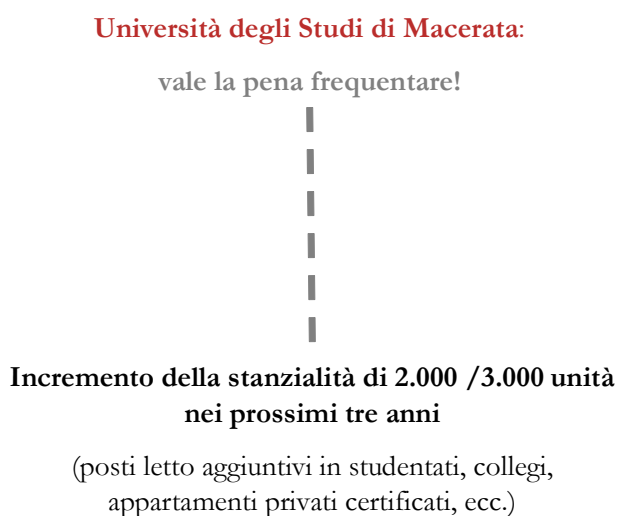 Università degli Studi di Macerata:
vale la pena frequentare!
Incremento della stanzialità di 2.000 /3.000 unità
nei prossimi tre anni
(posti letto aggiuntivi in studentati, collegi,
appartamenti privati certificati, ecc.)